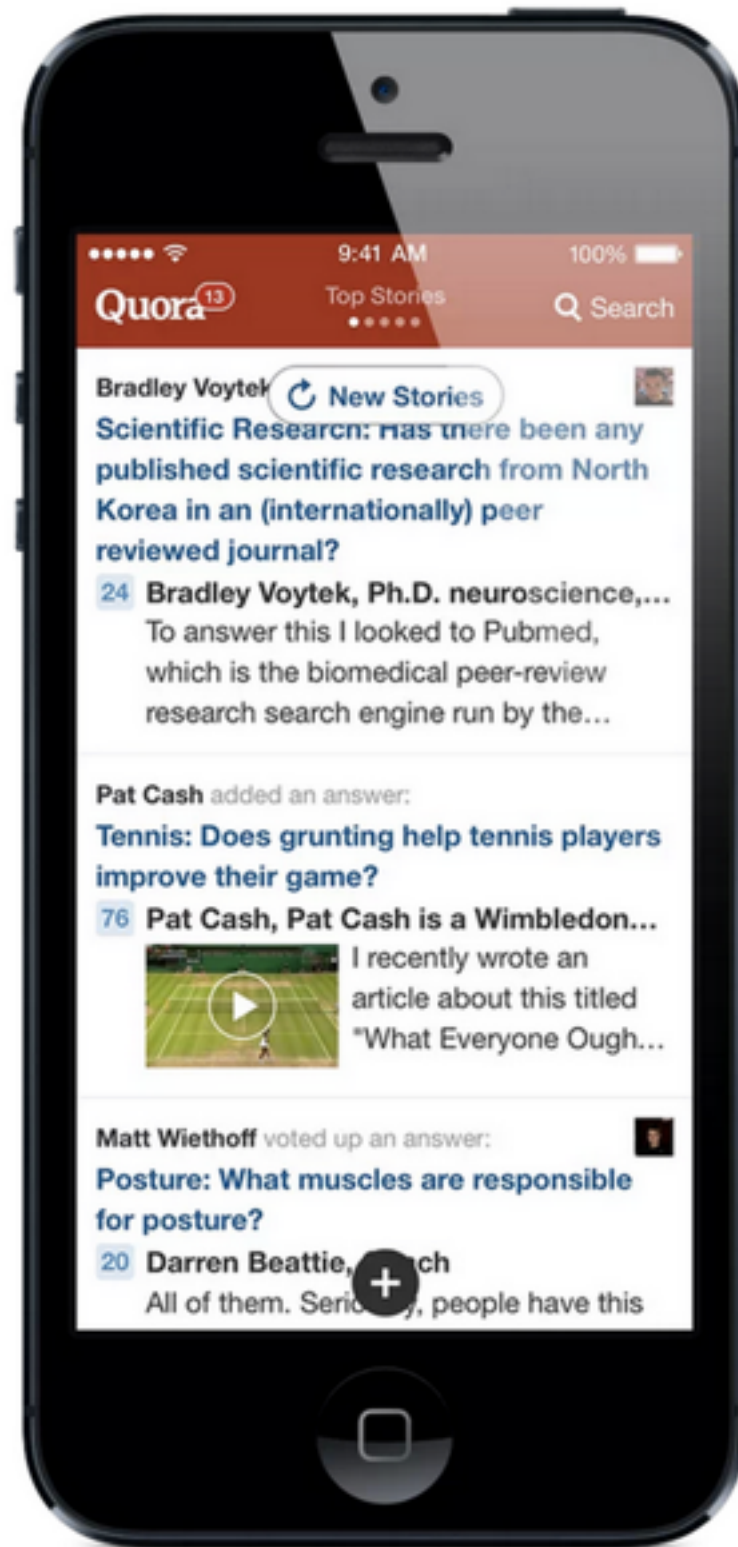 9:41 AM 100%
Quora 13 Top Stories Search
Bradley Voytek New Stories
Scientific Research: Has there been any
published scientific research from North
Korea in an (internationally) peer
reviewed journal?
24 Bradley Voytek, Ph.D. neuroscience,...
To answer this I looked to Pubmed,
which is the biomedical peer-review
research search engine run by the...
Pat Cash added an answer:
Tennis: Does grunting help tennis players
improve their game?
76 Pat Cash, Pat Cash is a Wimbledon...
I recently wrote an
article about this titled
"What Everyone Ough...
Matt Wiethoff voted up an answer:
Posture: What muscles are responsible
for posture?
20 Darren Beattie,
All of them. people have this